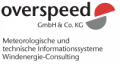 overspeed
GmbH & Co. KG
Meteorologische und
technische Informationssysteme
Windenergie-Consulting